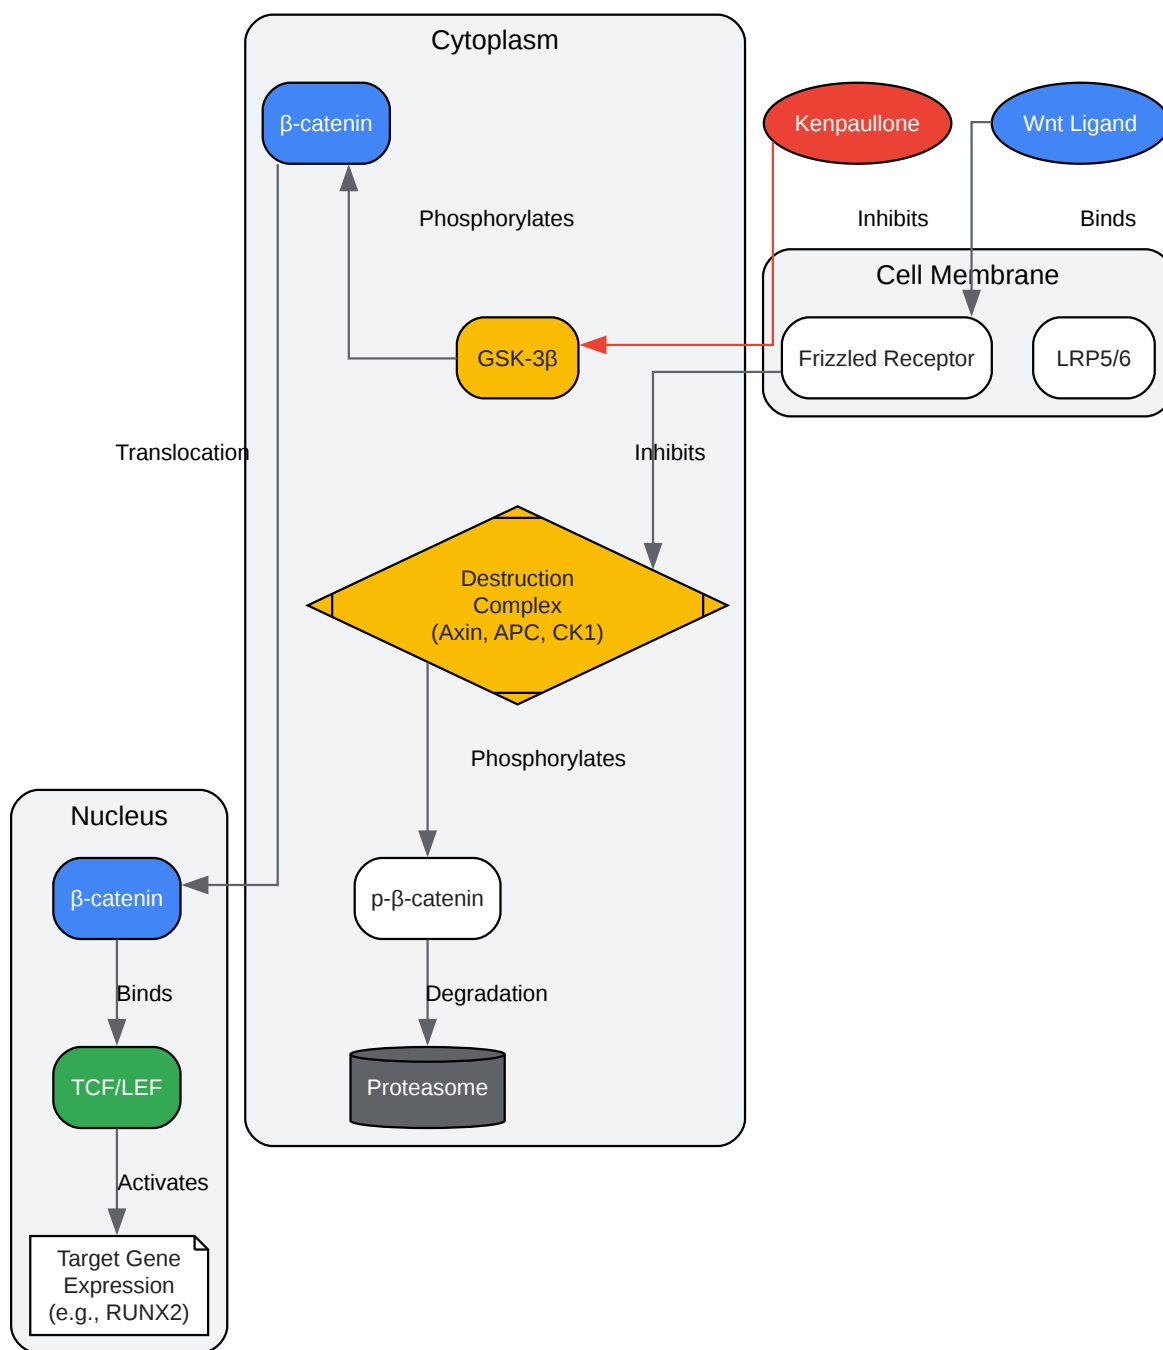 Cytoplasm
β-catenin
Kenpaullone
Wnt Ligand
Phosphorylates
Inhibits
Binds
Cell Membrane
GSK-3β
Frizzled Receptor
LRP5/6
Translocation
Inhibits
Destruction
Complex
(Axin, APC, CK1)
Phosphorylates
Nucleus
β-catenin
p-β-catenin
Binds
Degradation
TCF/LEF
Proteasome
Activates
Target Gene
Expression
(e.g., RUNX2)